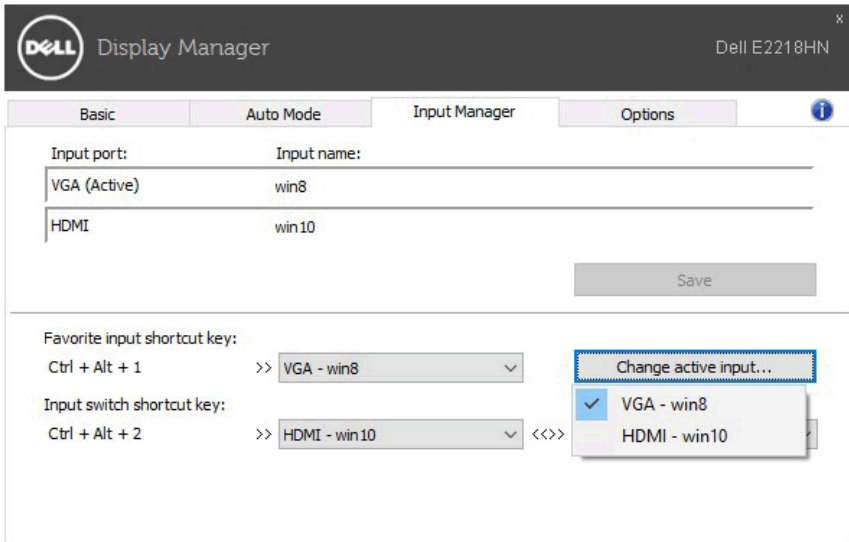 DELL Display Manager Dell E2218HN x
Basic Auto Mode Input Manager Options i
Input port: Input name:
VGA (Active) win8
HDMI win10
Save
Favorite input shortcut key:
Ctrl + Alt + 1 >> VGA - win8 Change active input...
Input switch shortcut key:
VGA - win8
Ctrl + Alt + 2 >> HDMI - win10 <<>> HDMI - win10